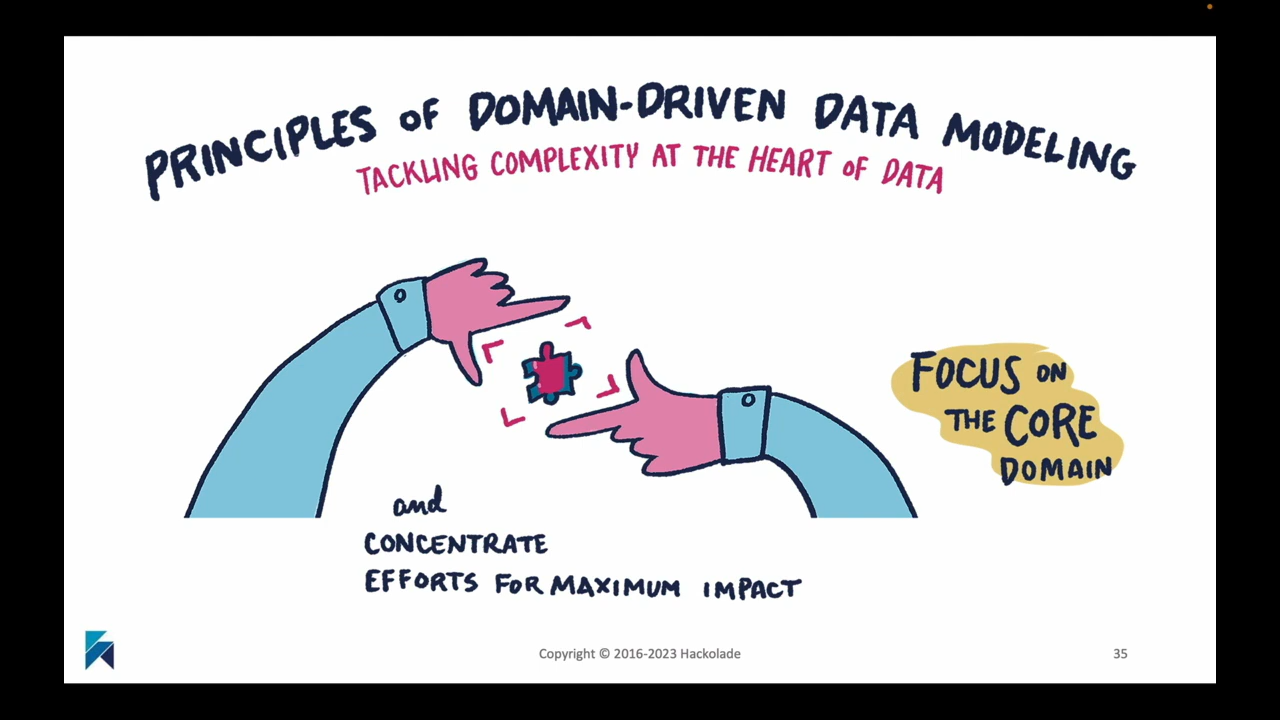 PRINCIPLES OF DOMAIN-DRIVEN DATA MODELING
TACKLING COMPLEXITY AT THE HEART OF DATA
FOCUS ON
THE CORE
DOMAIN
and
CONCENTRATE
EFFORTS FOR MAXIMUM IMPACT
Copyright © 2016-2023 Hackolade
35